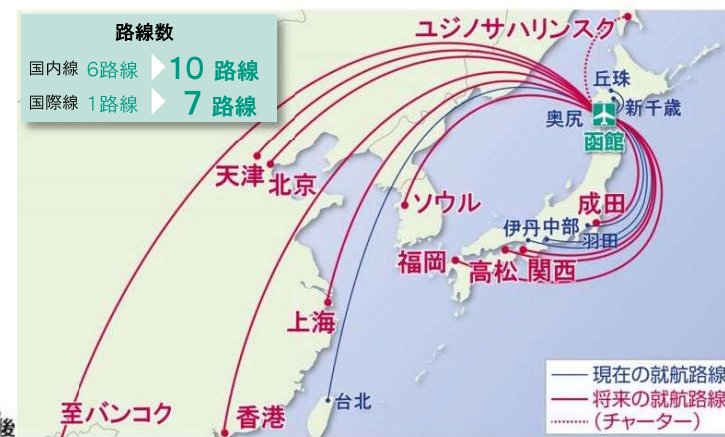 路線数
国内線 6路線 10 路線
国際線 1路線 7 路線
ユジノサハリンスク
丘珠
新千歳
奥尻
函館
天津
北京
ソウル
成田
伊丹
中部
羽田
福岡
高松
関西
上海
台北
至バンコク
香港
後
現在の就航路線
将来の就航路線
(チャーター)